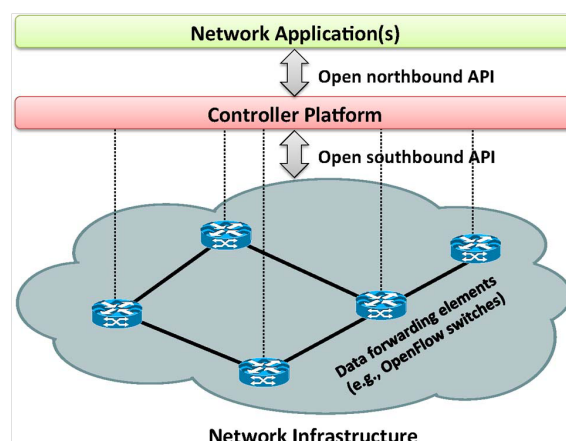 Network Application(s)
Open northbound API
Controller Platform
Open southbound API
Data forwarding elements
(e.g., OpenFlow switches)
Network Infrastructure